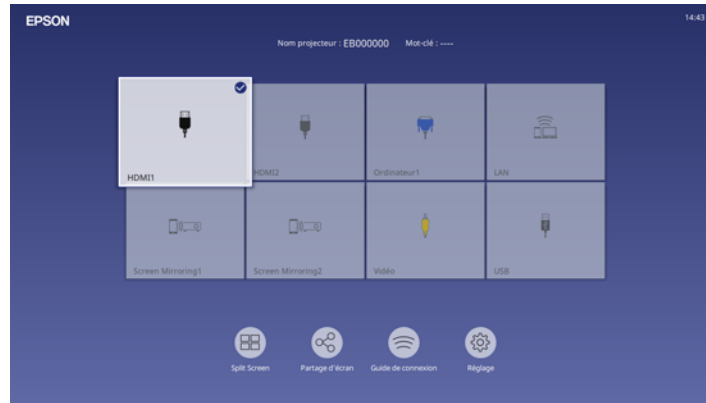 EPSON
14:43
Nom projecteur : EB000000 Mot-clé : ----
HDMI1
HDMI2
Ordinateur1
LAN
Screen Mirroring1
Screen Mirroring2
Vidéo
USB
Split Screen
Partage d'écran
Guide de connexion
Réglage